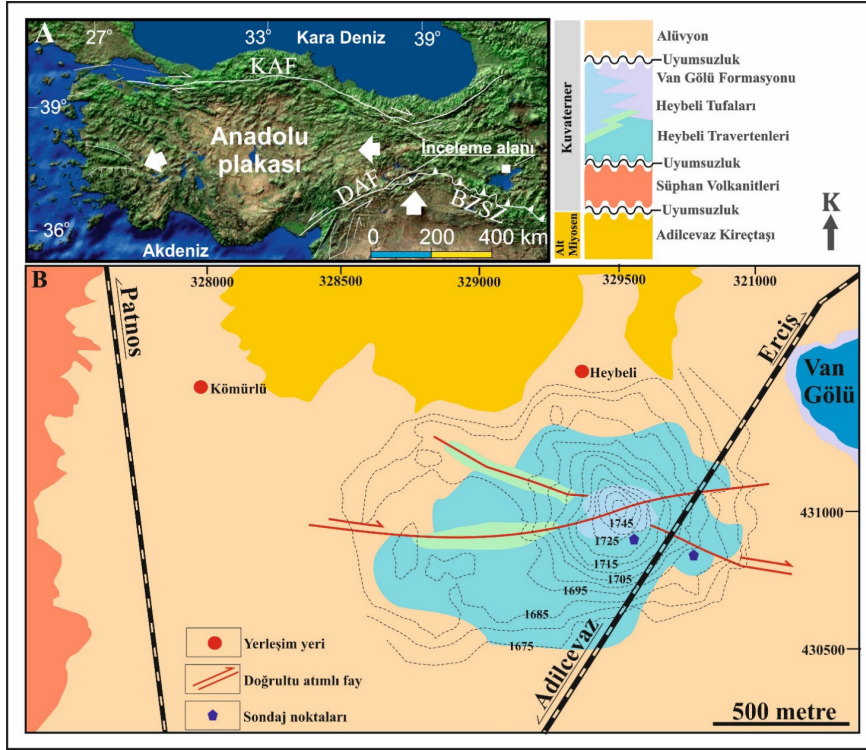 A
27°
33°
Kara Deniz
39°
KAF
39°
Anadolu
plakası
İnceleme alanı
DAF
BZSZ
36°
Akdeniz
0 200 400 km
Kuvaterner
Alt
Miyosen
Alüvyon
Uyumsuzluk
Van Gölü Formasyonu
Heybeli Tufaları
Heybeli Travertenleri
Uyumsuzluk
Süphan Volkanitleri
Uyumsuzluk
Adilcevaz Kireçtaşı
K
B
328000
328500
329000
329500
321000
Patnos
Erciş
Van
Gölü
Kömürlü
Heybeli
431000
1745
1725
1715
1705
1695
1685
1675
Adilcevaz
430500
Yerleşim yeri
Doğrultu atımlı fay
Sondaj noktaları
500 metre